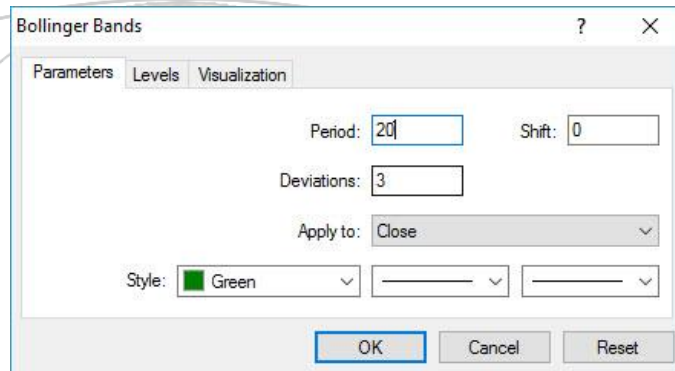 Bollinger Bands ?
Parameters Levels Visualization
Period: 20 Shift: 0
Deviations: 3
Apply to: Close
Style: Green
OK Cancel Reset